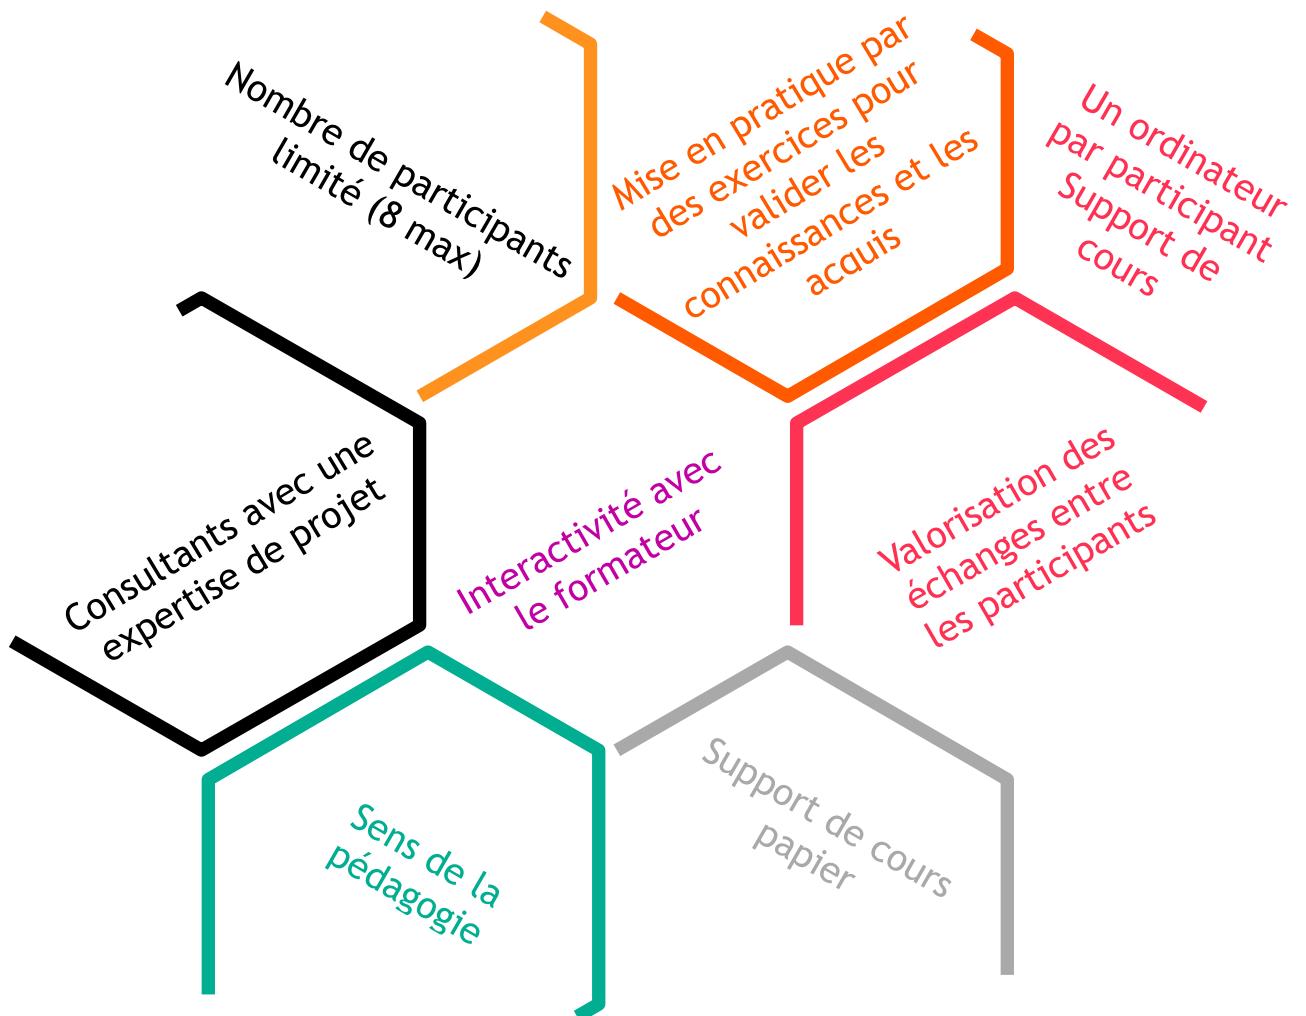 Nombre de participants
limité (8 max)
Mise en pratique par
des exercices pour
valider les
connaissances et les
acquis
Un ordinateur
par participant
Support de
cours
Consultants avec une
expertise de projet
Interactivité avec
le formateur
Valorisation des
échanges entre
les participants
Sens de la
pédagogie
Support de cours
papier